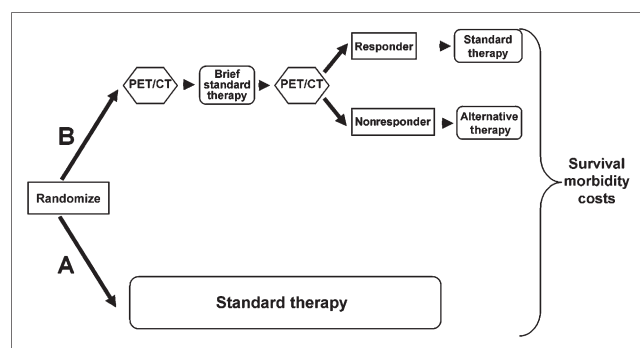 Responder
Standard
therapy
PET/CT
Brief
standard
therapy
PET/CT
Nonresponder
Alternative
therapy
B
Survival
morbidity
costs
Randomize
A
Standard therapy